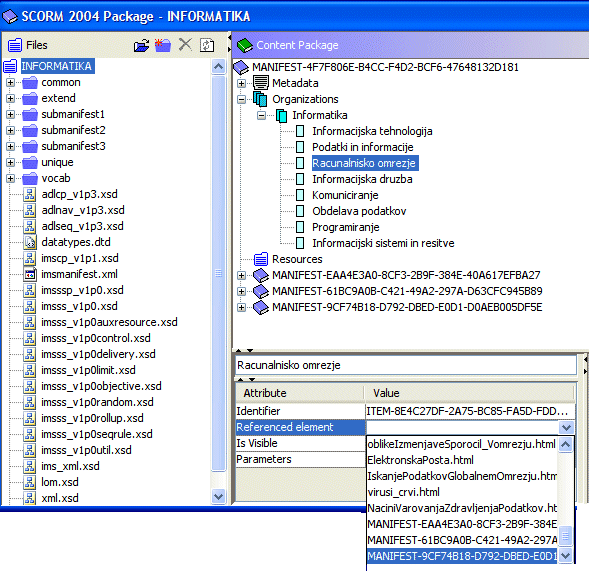 SCORM 2004 Package - INFORMATIKA
Files
INFORMATIKA
common
extend
submanifest1
submanifest2
submanifest3
unique
vocab
adlcp_v1p3.xsd
adlnav_v1p3.xsd
adlseq_v1p3.xsd
datatypes.dtd
imscp_v1p1.xsd
imsmanifest.xml
imsssp_v1p0.xsd
imsss_v1p0.xsd
imsss_v1p0auxresource.xsd
imsss_v1p0control.xsd
imsss_v1p0delivery.xsd
imsss_v1p0limit.xsd
imsss_v1p0objective.xsd
imsss_v1p0random.xsd
imsss_v1p0rollup.xsd
imsss_v1p0seqrule.xsd
imsss_v1p0util.xsd
ims_xml.xsd
lom.xsd
xml.xsd
Content Package
MANIFEST-4F7F806E-B4CC-F4D2-BCF6-47648132D181
Metadata
Organizations
Informatika
Informacijska tehnologija
Podatki in informacije
Racunalnisko omrezje
Informacijska druzba
Komuniciranje
Obdelava podatkov
Programiranje
Informacijski sistemi in resitve
Resources
MANIFEST-EAA4E3A0-8CF3-2B9F-384E-40A617EFBA27
MANIFEST-61BC9A0B-C421-49A2-297A-D63CFC945B89
MANIFEST-9CF74B18-D792-DBED-E0D1-D0AEB005DF5E
Racunalnisko omrezje
Attribute Value
Identifier ITEM-8E4C27DF-2A75-BC85-FA5D-FDD...
Referenced element
Is Visible
Parameters
oblikeIzmenjaveSporocil_Vomrezju.html
ElektronskaPosta.html
IskanjePodatkovGlobalnemOmrezju.htm
virusi_crvi.html
NaciniVarovanjaZdravljenjaPodatkov.ht
MANIFEST-EAA4E3A0-8CF3-2B9F-384E
MANIFEST-61BC9A0B-C421-49A2-297A
MANIFEST-9CF74B18-D792-DBED-E0D1